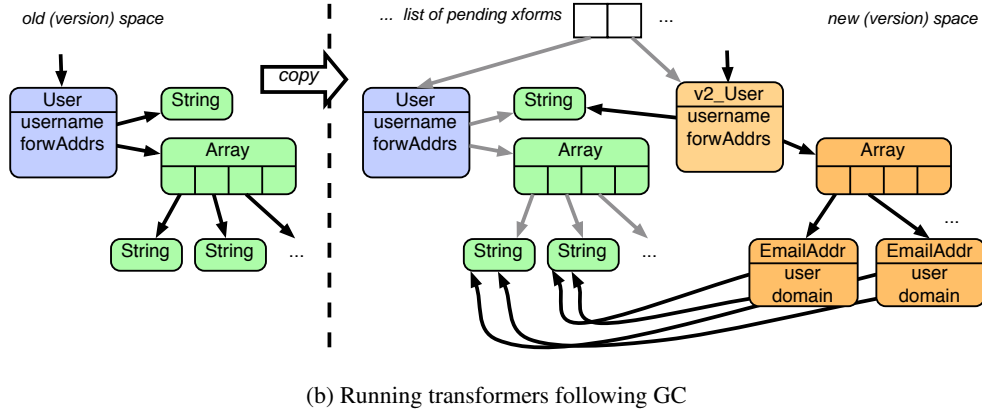 old (version) space
... list of pending xforms
...
new (version) space
copy
User
username
forwAddrs
String
Array
String
String
...
User
username
forwAddrs
String
Array
String
String
...
v2_User
username
forwAddrs
Array
...
EmailAddr
user
domain
EmailAddr
user
domain
(b) Running transformers following GC